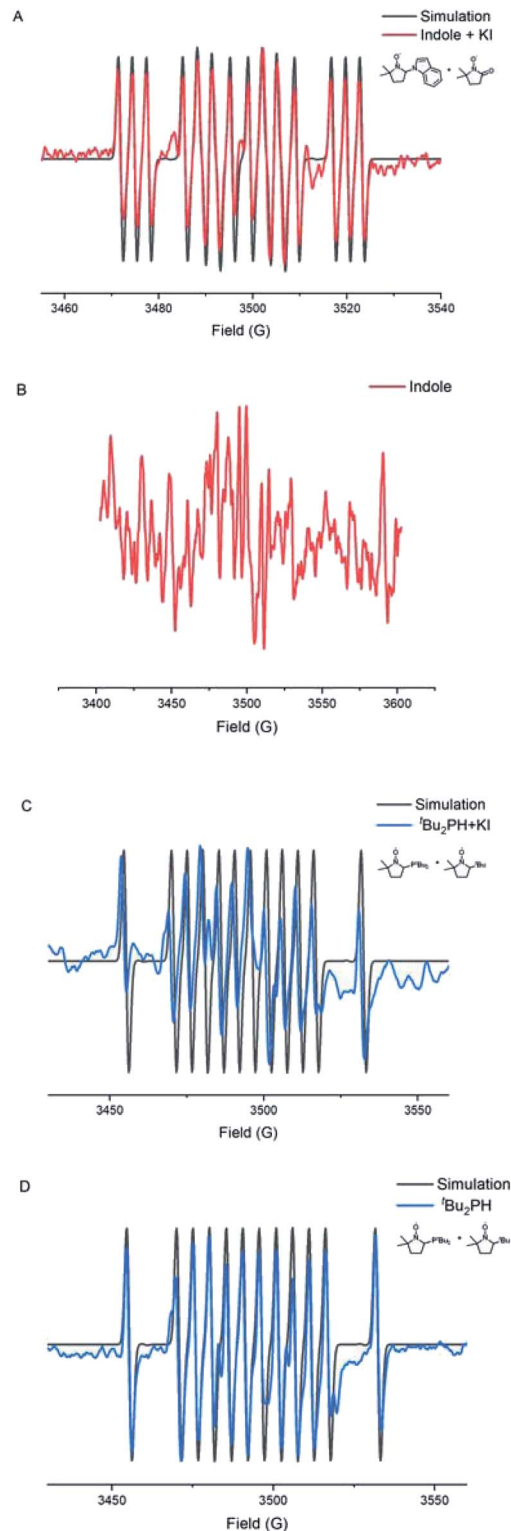 A
Simulation
Indole + KI
3460 3480 3500 3520 3540
Field (G)
B
Indole
3400 3450 3500 3550 3600
Field (G)
C
Simulation
ᵗBu₂PH+KI
3450 3500 3550
Field (G)
D
Simulation
ᵗBu₂PH
3450 3500 3550
Field (G)